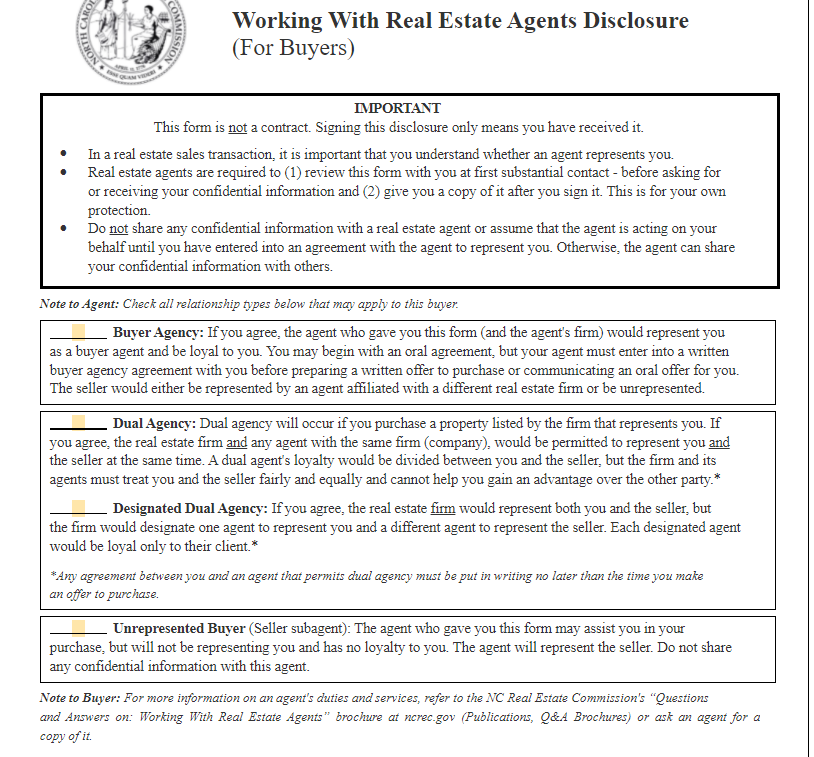 NORTH CAROL
COMMISSION
ESSE QUAM VIDERI
Working With Real Estate Agents Disclosure
(For Buyers)
IMPORTANT
This form is not a contract. Signing this disclosure only means you have received it.
• In a real estate sales transaction, it is important that you understand whether an agent represents you.
• Real estate agents are required to (1) review this form with you at first substantial contact - before asking for
or receiving your confidential information and (2) give you a copy of it after you sign it. This is for your own
protection.
• Do not share any confidential information with a real estate agent or assume that the agent is acting on your
behalf until you have entered into an agreement with the agent to represent you. Otherwise, the agent can share
your confidential information with others.
Note to Agent: Check all relationship types below that may apply to this buyer.
Buyer Agency: If you agree, the agent who gave you this form (and the agent's firm) would represent you
as a buyer agent and be loyal to you. You may begin with an oral agreement, but your agent must enter into a written
buyer agency agreement with you before preparing a written offer to purchase or communicating an oral offer for you.
The seller would either be represented by an agent affiliated with a different real estate firm or be unrepresented.
Dual Agency: Dual agency will occur if you purchase a property listed by the firm that represents you. If
you agree, the real estate firm and any agent with the same firm (company), would be permitted to represent you and
the seller at the same time. A dual agent's loyalty would be divided between you and the seller, but the firm and its
agents must treat you and the seller fairly and equally and cannot help you gain an advantage over the other party.*
Designated Dual Agency: If you agree, the real estate firm would represent both you and the seller, but
the firm would designate one agent to represent you and a different agent to represent the seller. Each designated agent
would be loyal only to their client.*
*Any agreement between you and an agent that permits dual agency must be put in writing no later than the time you make
an offer to purchase.
Unrepresented Buyer (Seller subagent): The agent who gave you this form may assist you in your
purchase, but will not be representing you and has no loyalty to you. The agent will represent the seller. Do not share
any confidential information with this agent.
Note to Buyer: For more information on an agent's duties and services, refer to the NC Real Estate Commission's “Questions
and Answers on: Working With Real Estate Agents” brochure at ncrec.gov (Publications, Q&A Brochures) or ask an agent for a
copy of it.